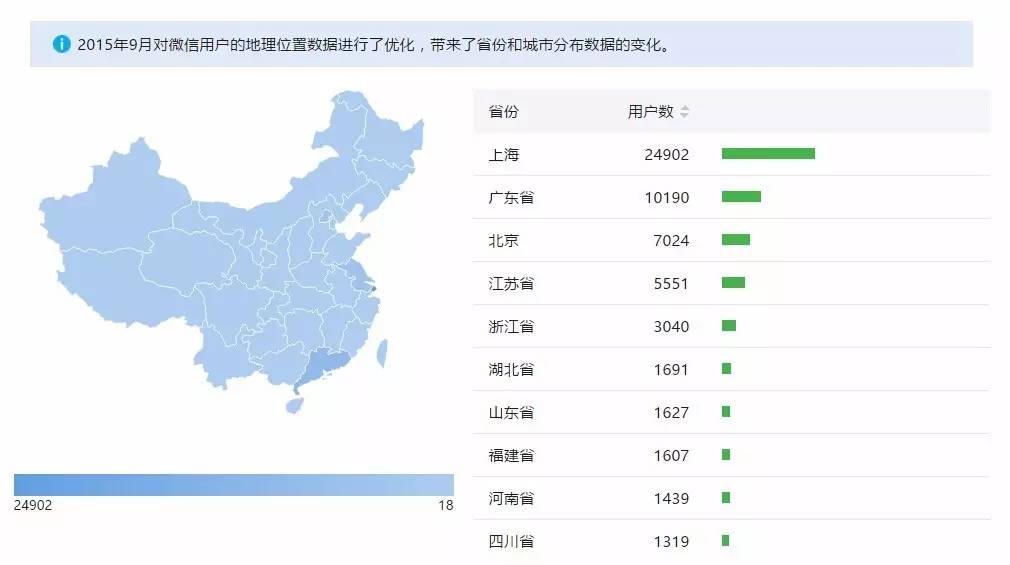 2015年9月对微信用户的地理位置数据进行了优化，带来了省份和城市分布数据的变化。
省份 用户数
上海 24902
广东省 10190
北京 7024
江苏省 5551
浙江省 3040
湖北省 1691
山东省 1627
福建省 1607
河南省 1439
四川省 1319
24902 18